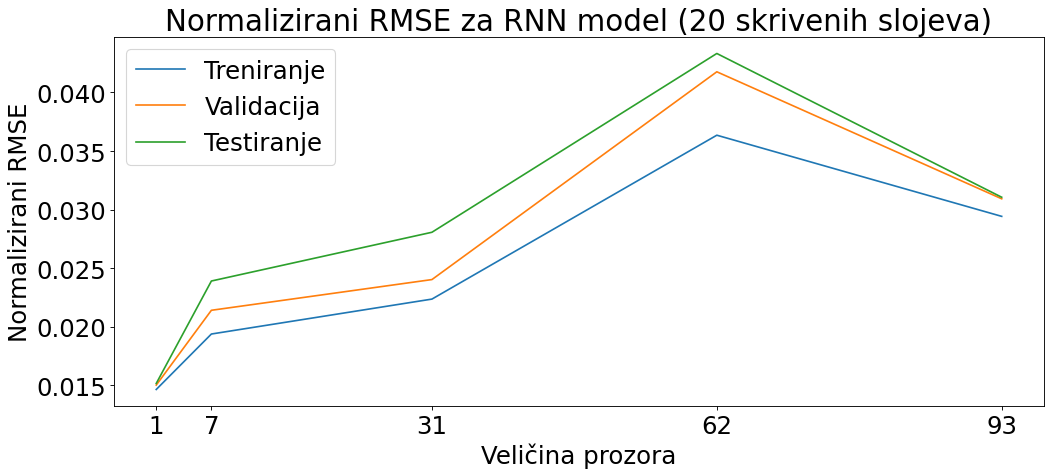 Normalizirani RMSE za RNN model (20 skrivenih slojeva)
Treniranje
Validacija
Testiranje
Normalizirani RMSE
0.040
0.035
0.030
0.025
0.020
0.015
1 7 31 62 93
Veličina prozora